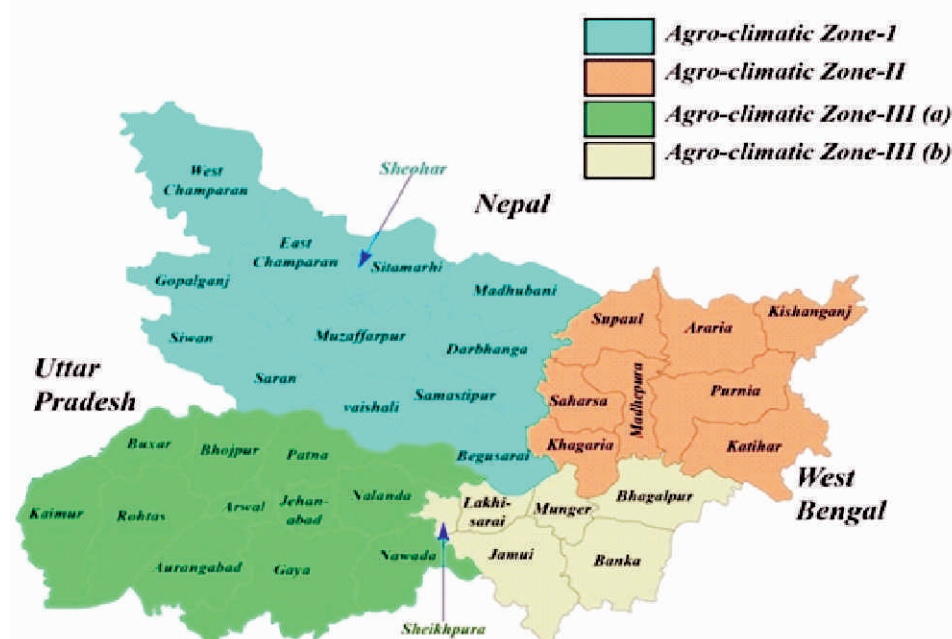 Agro-climatic Zone-1
Agro-climatic Zone-II
Agro-climatic Zone-III (a)
Agro-climatic Zone-III (b)
Nepal
Uttar
Pradesh
West
Bengal
West
Champaran
Sheohar
East
Champaran
Sitamarhi
Gopalganj
Madhubani
Siwan
Muzaffarpur
Darbhanga
Saran
vaishali
Samastipur
Begusarai
Supaul
Araria
Kishanganj
Saharsa
Madhepura
Purnia
Khagaria
Katihar
Buxar
Bhojpur
Patna
Kaimur
Rohtas
Arwal
Jehan-
abad
Nalanda
Aurangabad
Gaya
Nawada
Lakhi-
sarai
Munger
Bhagalpur
Jamui
Banka
Sheikhpura